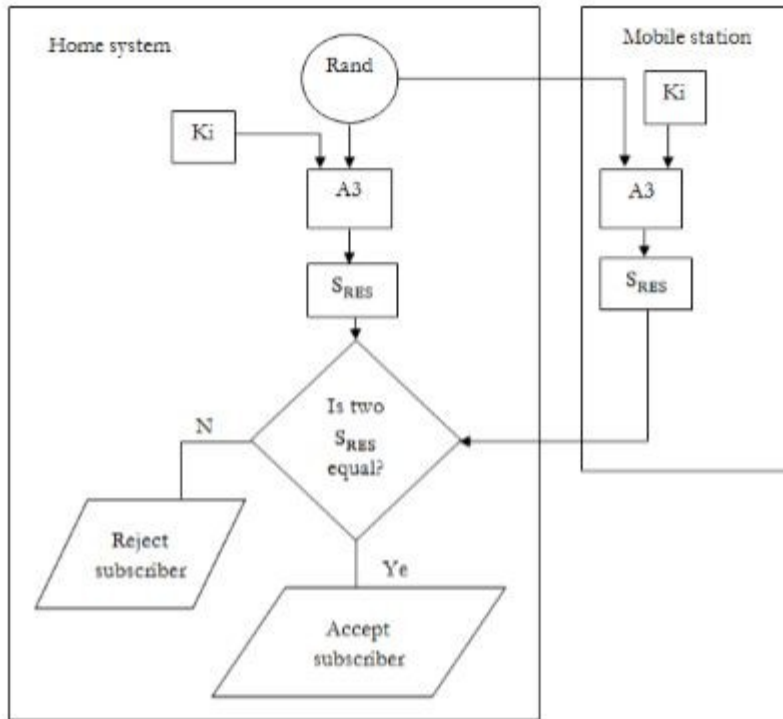 Home system
Mobile station
Rand
Ki
Ki
A3
A3
SRES
SRES
Is two
SRES
equal?
N
Reject
subscriber
Ye
Accept
subscriber